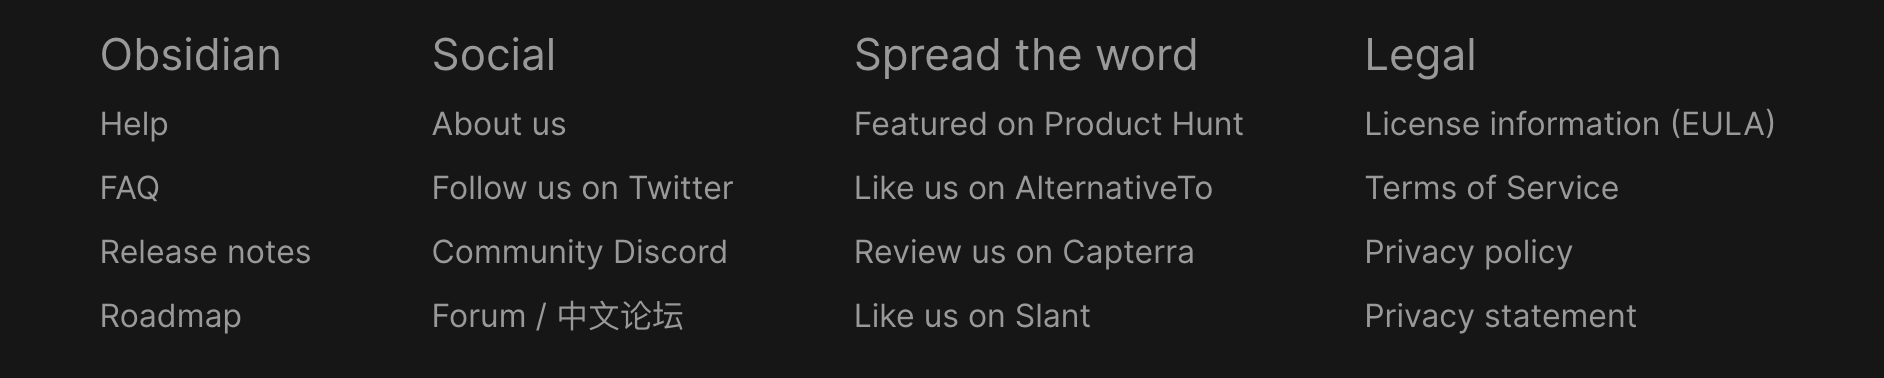 Obsidian
Help
FAQ
Release notes
Roadmap
Social
About us
Follow us on Twitter
Community Discord
Forum / 中文论坛
Spread the word
Featured on Product Hunt
Like us on AlternativeTo
Review us on Capterra
Like us on Slant
Legal
License information (EULA)
Terms of Service
Privacy policy
Privacy statement